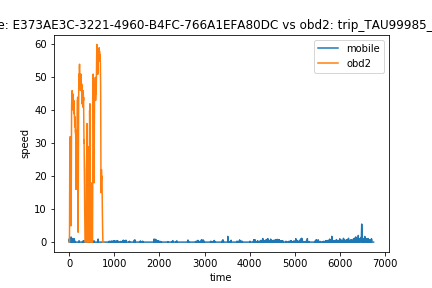 e: E373AE3C-3221-4960-B4FC-766A1EFA80DC vs obd2: trip_TAU99985_
mobile
obd2
60
50
40
30
20
10
0
speed
0 1000 2000 3000 4000 5000 6000 7000
time